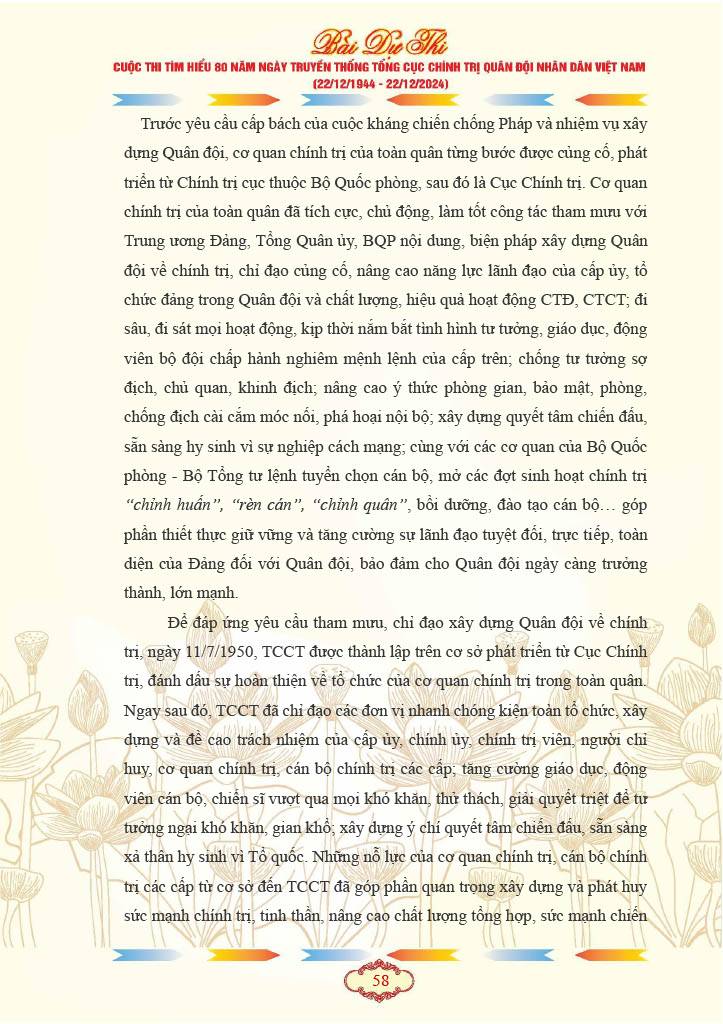 Bài Dự Thi
CUỘC THI TÌM HIỂU 80 NĂM NGÀY TRUYỀN THỐNG TỔNG CỤC CHÍNH TRỊ QUÂN ĐỘI NHÂN DÂN VIỆT NAM
(22/12/1944 - 22/12/2024)
Trước yêu cầu cấp bách của cuộc kháng chiến chống Pháp và nhiệm vụ xây
dựng Quân đội, cơ quan chính trị của toàn quân từng bước được củng cố, phát
triển từ Chính trị cục thuộc Bộ Quốc phòng, sau đó là Cục Chính trị. Cơ quan
chính trị của toàn quân đã tích cực, chủ động, làm tốt công tác tham mưu với
Trung ương Đảng, Tổng Quân ủy, BQP nội dung, biện pháp xây dựng Quân
đội về chính trị, chỉ đạo củng cố, nâng cao năng lực lãnh đạo của cấp ủy, tổ
chức đảng trong Quân đội và chất lượng, hiệu quả hoạt động CTĐ, CTCT; đi
sâu, đi sát mọi hoạt động, kịp thời nắm bắt tình hình tư tưởng, giáo dục, động
viên bộ đội chấp hành nghiêm mệnh lệnh của cấp trên; chống tư tưởng sợ
địch, chủ quan, khinh địch; nâng cao ý thức phòng gian, bảo mật, phòng,
chống địch cài cắm móc nối, phá hoại nội bộ; xây dựng quyết tâm chiến đấu,
sẵn sàng hy sinh vì sự nghiệp cách mạng; cùng với các cơ quan của Bộ Quốc
phòng - Bộ Tổng tư lệnh tuyển chọn cán bộ, mở các đợt sinh hoạt chính trị
“chỉnh huấn”, “rèn cán”, “chỉnh quân”, bồi dưỡng, đào tạo cán bộ… góp
phần thiết thực giữ vững và tăng cường sự lãnh đạo tuyệt đối, trực tiếp, toàn
diện của Đảng đối với Quân đội, bảo đảm cho Quân đội ngày càng trưởng
thành, lớn mạnh.
Để đáp ứng yêu cầu tham mưu, chỉ đạo xây dựng Quân đội về chính
trị, ngày 11/7/1950, TCCT được thành lập trên cơ sở phát triển từ Cục Chính
trị, đánh dấu sự hoàn thiện về tổ chức của cơ quan chính trị trong toàn quân.
Ngay sau đó, TCCT đã chỉ đạo các đơn vị nhanh chóng kiện toàn tổ chức, xây
dựng và đề cao trách nhiệm của cấp ủy, chính ủy, chính trị viên, người chỉ
huy, cơ quan chính trị, cán bộ chính trị các cấp; tăng cường giáo dục, động
viên cán bộ, chiến sĩ vượt qua mọi khó khăn, thử thách, giải quyết triệt để tư
tưởng ngại khó khăn, gian khổ; xây dựng ý chí quyết tâm chiến đấu, sẵn sàng
xả thân hy sinh vì Tổ quốc. Những nỗ lực của cơ quan chính trị, cán bộ chính
trị các cấp từ cơ sở đến TCCT đã góp phần quan trọng xây dựng và phát huy
sức mạnh chính trị, tinh thần, nâng cao chất lượng tổng hợp, sức mạnh chiến
58